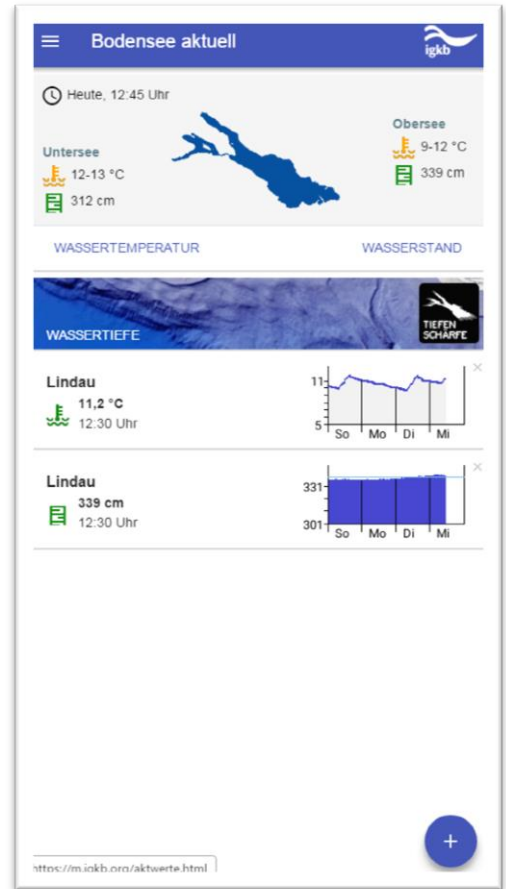 Bodensee aktuell
igkb
Heute, 12:45 Uhr
Untersee
12-13 °C
312 cm
Obersee
9-12 °C
339 cm
WASSERTEMPERATUR
WASSERSTAND
WASSERTIEFE
TIEFEN
SCHÄRFE
Lindau
11,2 °C
12:30 Uhr
11
5
So Mo Di Mi
Lindau
339 cm
12:30 Uhr
331
301
So Mo Di Mi
+
https://m.igkb.org/aktwerte.html